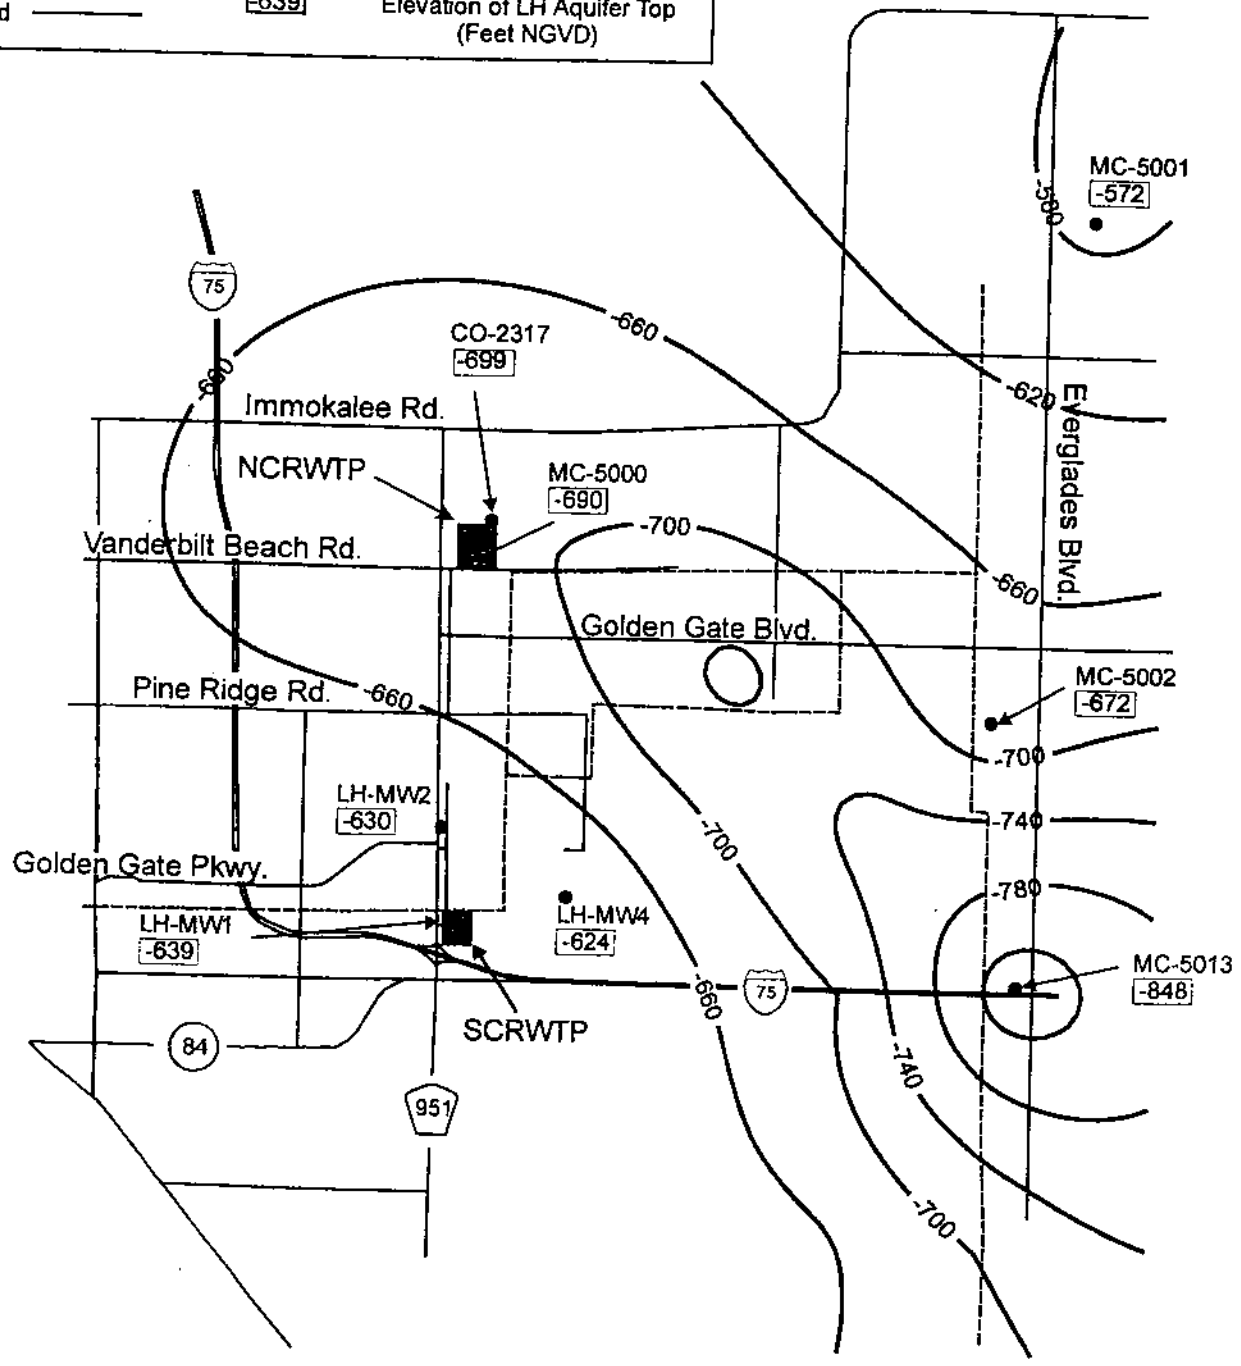 d
-639
Elevation of LH Aquifer Top
(Feet NGVD)
MC-5001
-572
-580
75
-660
CO-2317
-699
-660
-620
Immokalee Rd.
Everglades Blvd.
NCRWTP
MC-5000
-690
-700
Vanderbilt Beach Rd.
-660
Golden Gate Blvd.
Pine Ridge Rd.
-660
MC-5002
-672
-700
LH-MW2
-630
-740
-700
Golden Gate Pkwy.
-780
LH-MW1
-639
LH-MW4
-624
MC-5013
-848
-660
75
SCRWTP
84
-740
951
-700